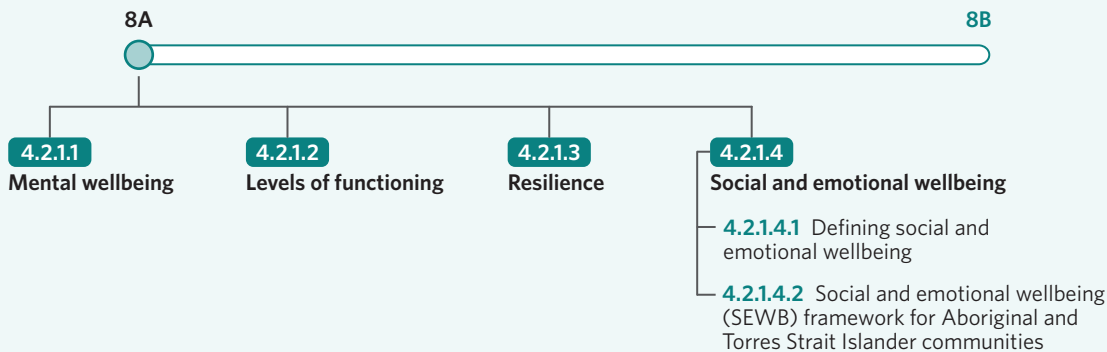 8A
8B
4.2.1.1
Mental wellbeing
4.2.1.2
Levels of functioning
4.2.1.3
Resilience
4.2.1.4
Social and emotional wellbeing
4.2.1.4.1 Defining social and
emotional wellbeing
4.2.1.4.2 Social and emotional wellbeing
(SEWB) framework for Aboriginal and
Torres Strait Islander communities